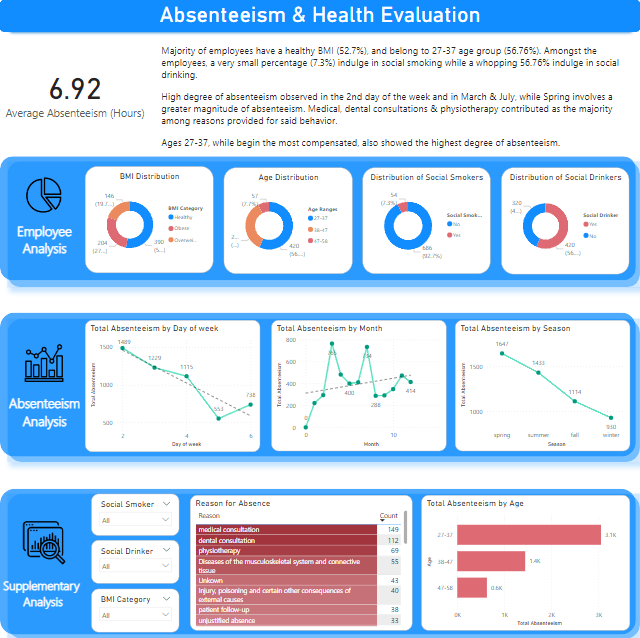 Absenteeism & Health Evaluation
6.92
Average Absenteeism (Hours)
Majority of employees have a healthy BMI (52.7%), and belong to 27-37 age group (56.76%). Amongst the
employees, a very small percentage (7.3%) indulge in social smoking while a whopping 56.76% indulge in social
drinking.
High degree of absenteeism observed in the 2nd day of the week and in March & July, while Spring involves a
greater magnitude of absenteeism. Medical, dental consultations & physiotherapy contributed as the majority
among reasons provided for said behavior.
Ages 27-37, while begin the most compensated, also showed the highest degree of absenteeism.
Employee
Analysis
BMI Distribution
146
(19.7...)
204
(27...)
390
(5...)
BMI Category
Healthy
Obese
Overwei...
Age Distribution
57
(7.7%)
2...
(...)
420
(56....)
Age Ranges
27-37
38-47
47-58
Distribution of Social Smokers
54
(7.3%)
686
(92.7%)
Social Smok...
No
Yes
Distribution of Social Drinkers
320
(4...)
420
(56....)
Social Drinker
Yes
No
Absenteeism
Analysis
Total Absenteeism by Day of week
Total Absenteeism
1500
1000
500
1489
1229
1115
553
738
2
4
6
Day of week
Total Absenteeism by Month
Total Absenteeism
800
600
400
200
0
0
765
400
734
288
414
0
10
Month
Total Absenteeism by Season
Total Absenteeism
1500
1000
1647
1433
1114
930
spring
summer
fall
winter
Season
Supplementary
Analysis
Social Smoker
All
Social Drinker
All
BMI Category
All
Reason for Absence
Reason Count
medical consultation 149
dental consultation 112
physiotherapy 69
Diseases of the musculoskeletal system and connective 55
tissue
Unkown 43
Injury, poisoning and certain other consequences of 40
external causes
patient follow-up 38
unjustified absence 33
Total Absenteeism by Age
Age
27-37
3.1K
38-47
1.4K
47-58
0.6K
0K
1K
2K
3K
Total Absenteeism